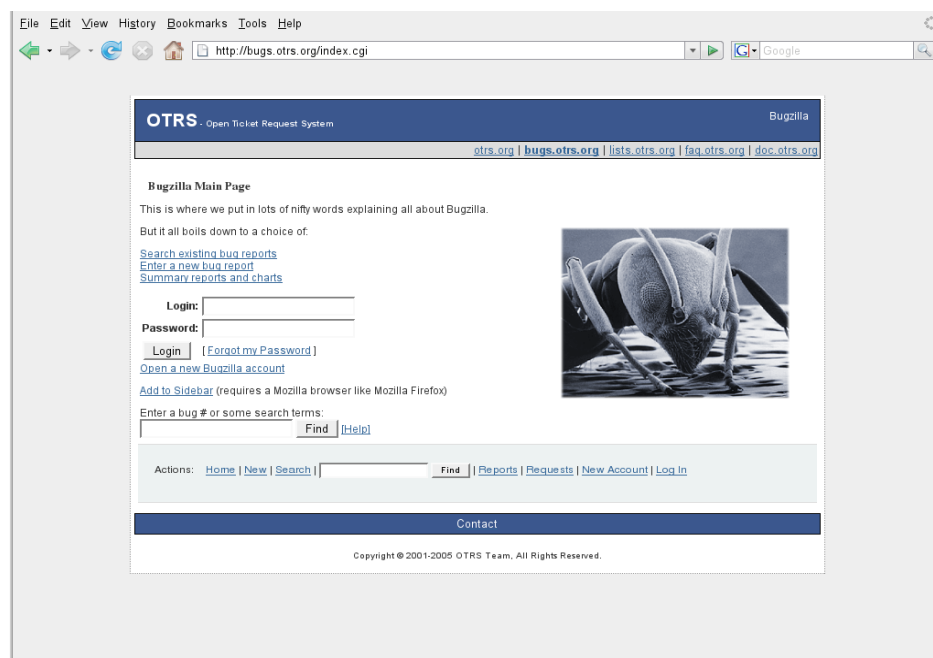 File Edit View History Bookmarks Tools Help
http://bugs.otrs.org/index.cgi
G Google
OTRS - Open Ticket Request System
Bugzilla
otrs.org | bugs.otrs.org | lists.otrs.org | faq.otrs.org | doc.otrs.org
Bugzilla Main Page
This is where we put in lots of nifty words explaining all about Bugzilla.
But it all boils down to a choice of:
Search existing bug reports
Enter a new bug report
Summary reports and charts
Login:
Password:
Login [ Forgot my Password ]
Open a new Bugzilla account
Add to Sidebar (requires a Mozilla browser like Mozilla Firefox)
Enter a bug # or some search terms:
Find [Help]
Actions: Home | New | Search | Find | Reports | Requests | New Account | Log In
Contact
Copyright © 2001-2005 OTRS Team, All Rights Reserved.